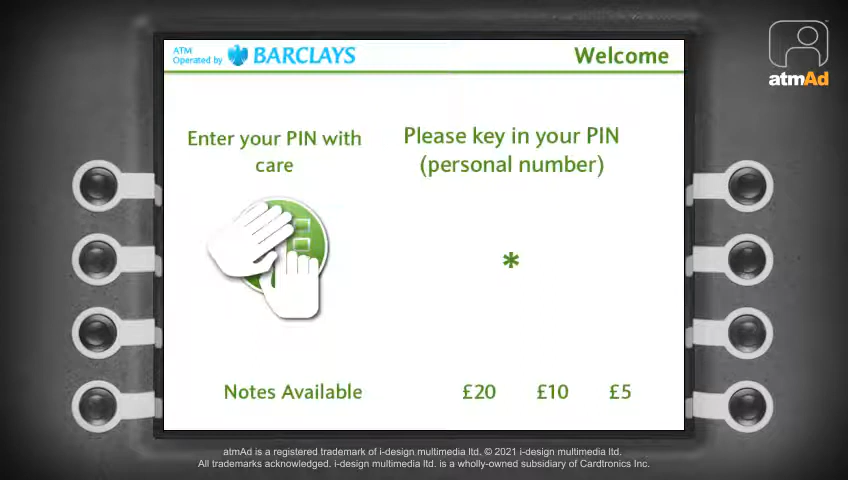 ATM
Operated by BARCLAYS
Welcome
atmAd
Enter your PIN with
care
Please key in your PIN
(personal number)
*
Notes Available £20 £10 £5
atmAd is a registered trademark of i-design multimedia ltd. © 2021 i-design multimedia ltd.
All trademarks acknowledged. i-design multimedia ltd. is a wholly-owned subsidiary of Cardtronics Inc.